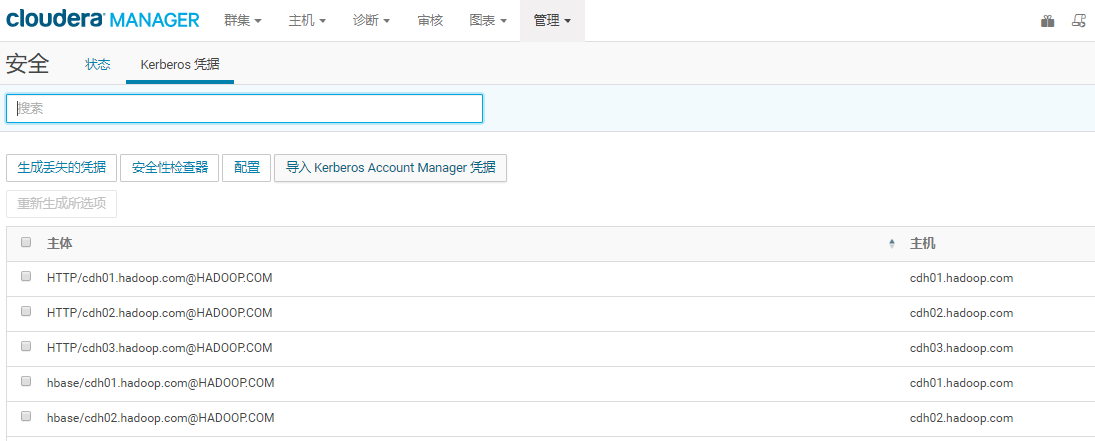 cloudera MANAGER 群集 主机 诊断 审核 图表 管理
安全 状态 Kerberos 凭据
搜索
生成丢失的凭据 安全性检查器 配置 导入 Kerberos Account Manager 凭据
重新生成所选项
主体 主机
HTTP/cdh01.hadoop.com@HADOOP.COM cdh01.hadoop.com
HTTP/cdh02.hadoop.com@HADOOP.COM cdh02.hadoop.com
HTTP/cdh03.hadoop.com@HADOOP.COM cdh03.hadoop.com
hbase/cdh01.hadoop.com@HADOOP.COM cdh01.hadoop.com
hbase/cdh02.hadoop.com@HADOOP.COM cdh02.hadoop.com